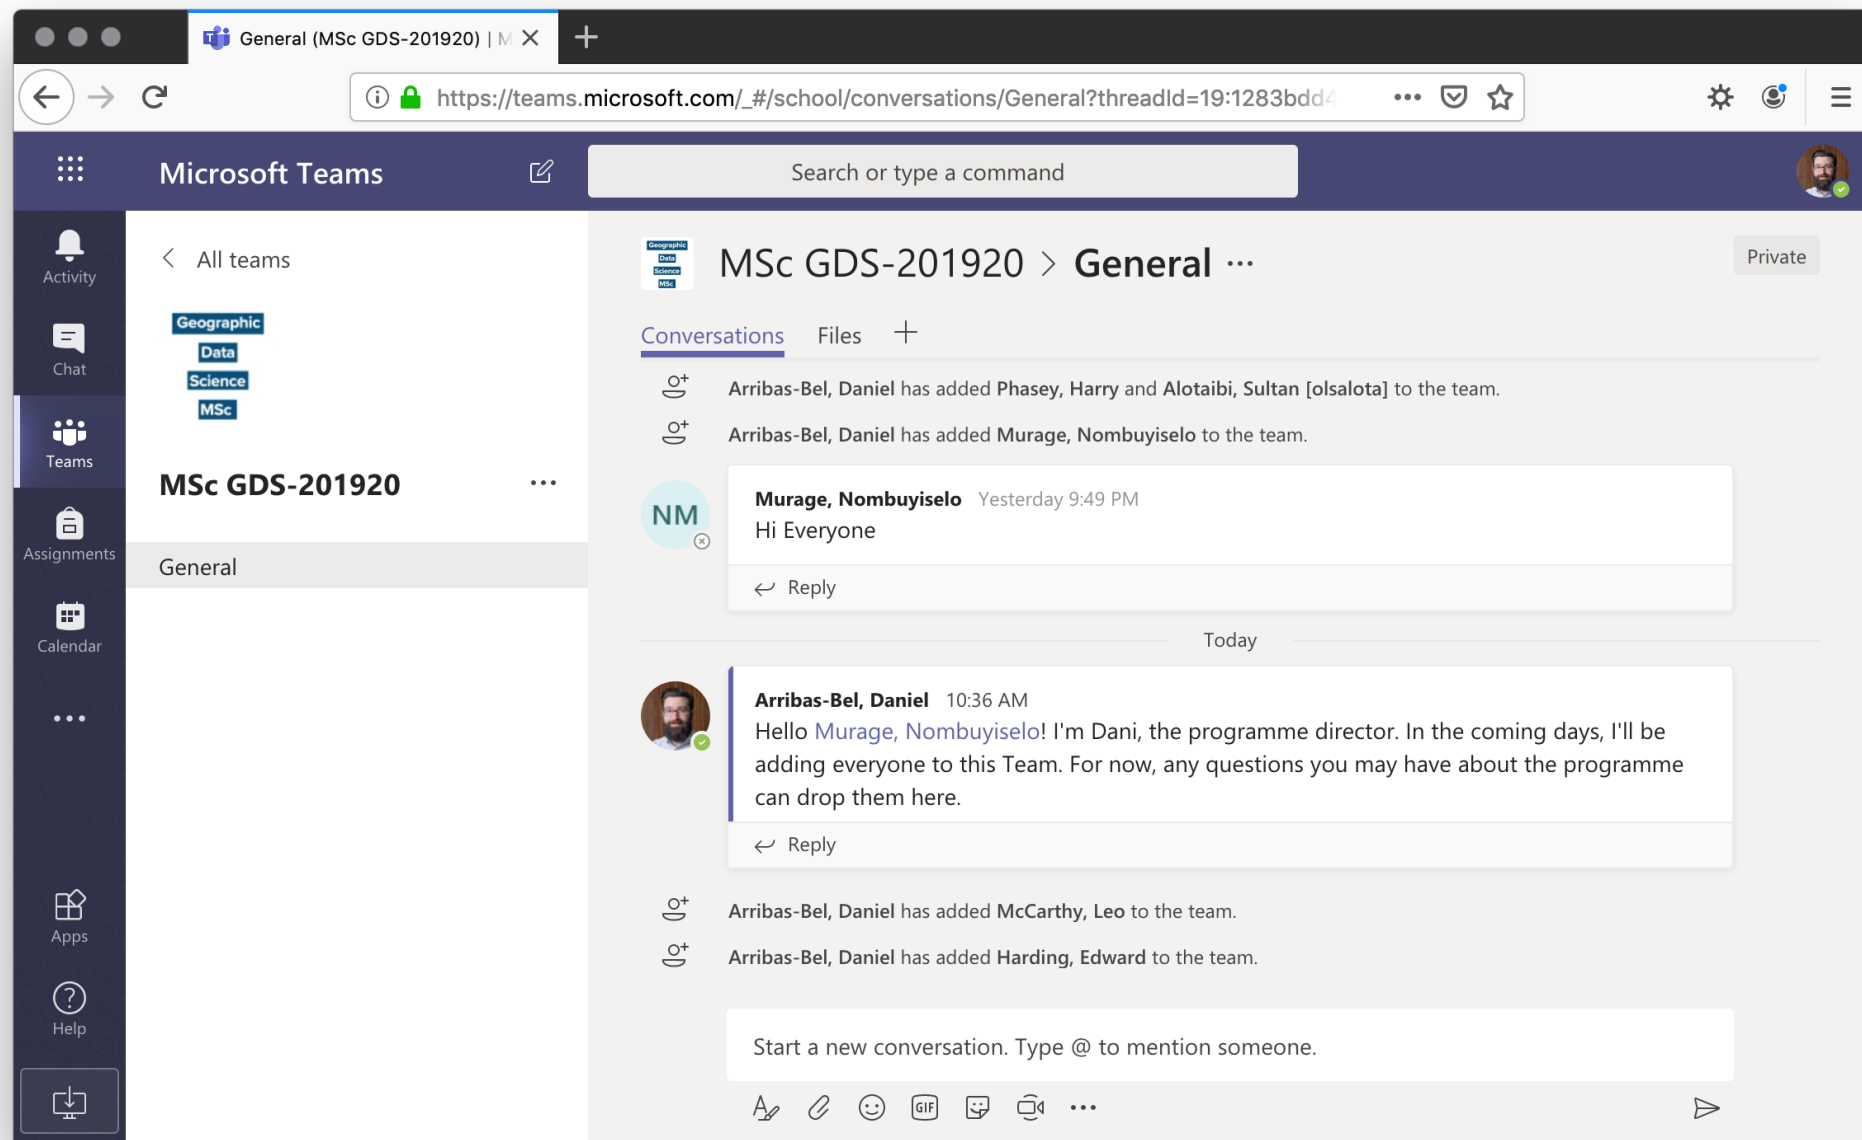 General (MSc GDS-201920) | M
https://teams.microsoft.com/_#/school/conversations/General?threadId=19:1283bdd4
Microsoft Teams
Search or type a command
Activity
Chat
Teams
Assignments
Calendar
Apps
Help
All teams
Geographic
Data
Science
MSc
MSc GDS-201920
General
Geographic
Data
Science
MSc
MSc GDS-201920 > General
Private
Conversations Files
Arribas-Bel, Daniel has added Phasey, Harry and Alotaibi, Sultan [olsalota] to the team.
Arribas-Bel, Daniel has added Murage, Nombuyiselo to the team.
NM
Murage, Nombuyiselo Yesterday 9:49 PM
Hi Everyone
Reply
Today
Arribas-Bel, Daniel 10:36 AM
Hello Murage, Nombuyiselo! I'm Dani, the programme director. In the coming days, I'll be
adding everyone to this Team. For now, any questions you may have about the programme
can drop them here.
Reply
Arribas-Bel, Daniel has added McCarthy, Leo to the team.
Arribas-Bel, Daniel has added Harding, Edward to the team.
Start a new conversation. Type @ to mention someone.
GIF